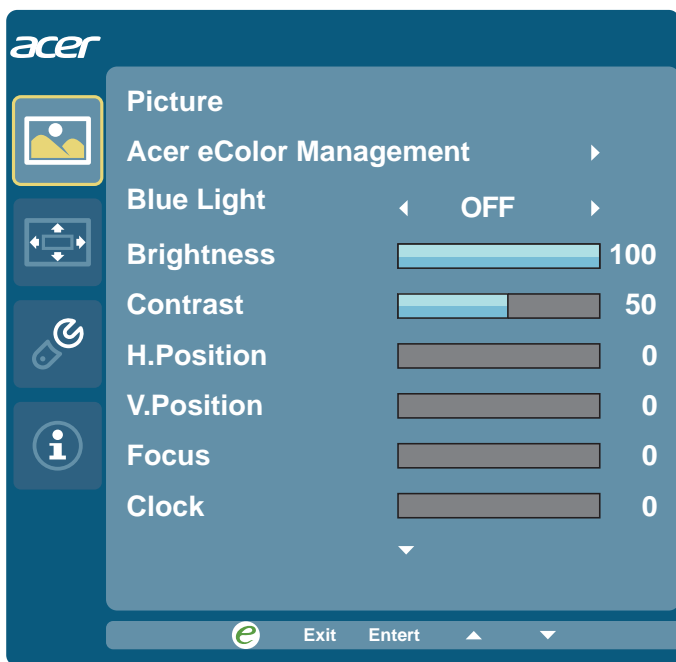 acer
Picture
Acer eColor Management
Blue Light OFF
Brightness 100
Contrast 50
H.Position 0
V.Position 0
Focus 0
Clock 0
e Exit Entert